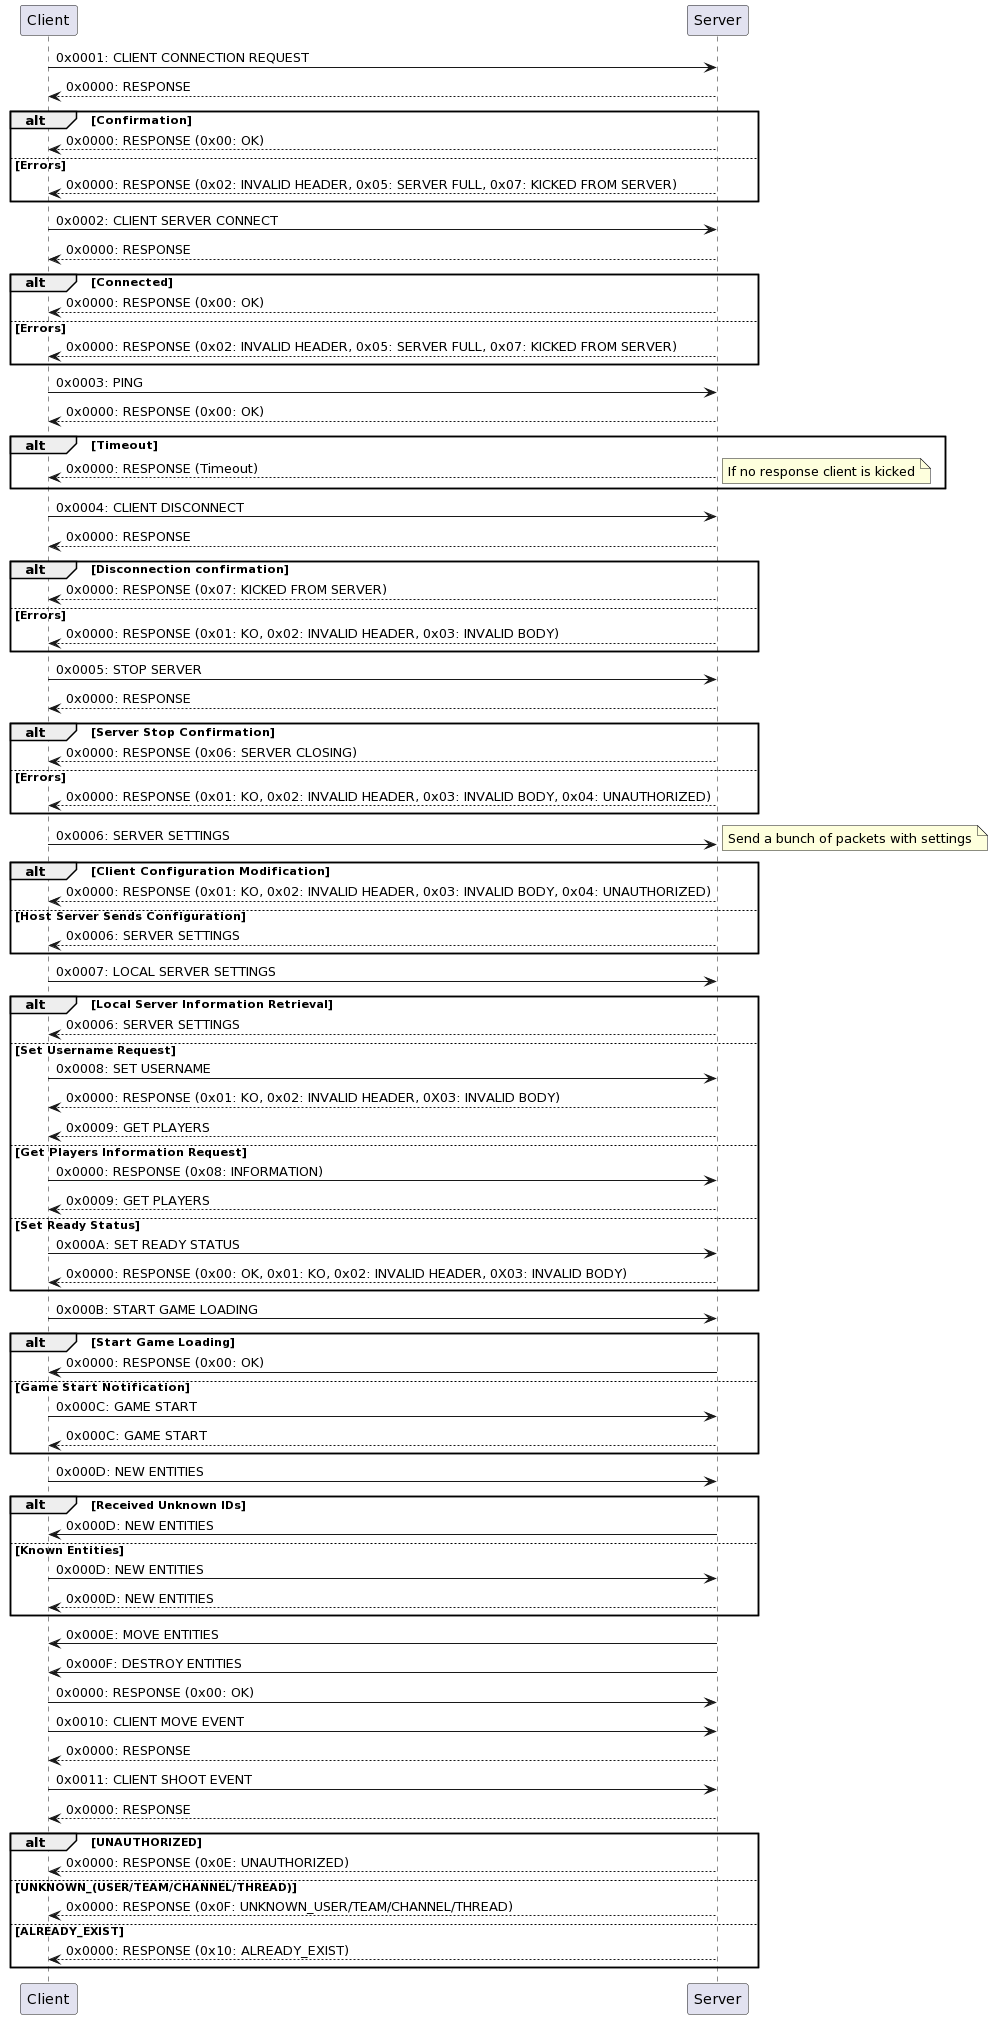 Client Server
0x0001: CLIENT CONNECTION REQUEST
0x0000: RESPONSE
alt [Confirmation]
0x0000: RESPONSE (0x00: OK)
[Errors]
0x0000: RESPONSE (0x02: INVALID HEADER, 0x05: SERVER FULL, 0x07: KICKED FROM SERVER)
0x0002: CLIENT SERVER CONNECT
0x0000: RESPONSE
alt [Connected]
0x0000: RESPONSE (0x00: OK)
[Errors]
0x0000: RESPONSE (0x02: INVALID HEADER, 0x05: SERVER FULL, 0x07: KICKED FROM SERVER)
0x0003: PING
0x0000: RESPONSE (0x00: OK)
alt [Timeout]
0x0000: RESPONSE (Timeout) If no response client is kicked
0x0004: CLIENT DISCONNECT
0x0000: RESPONSE
alt [Disconnection confirmation]
0x0000: RESPONSE (0x07: KICKED FROM SERVER)
[Errors]
0x0000: RESPONSE (0x01: KO, 0x02: INVALID HEADER, 0x03: INVALID BODY)
0x0005: STOP SERVER
0x0000: RESPONSE
alt [Server Stop Confirmation]
0x0000: RESPONSE (0x06: SERVER CLOSING)
[Errors]
0x0000: RESPONSE (0x01: KO, 0x02: INVALID HEADER, 0x03: INVALID BODY, 0x04: UNAUTHORIZED)
0x0006: SERVER SETTINGS Send a bunch of packets with settings
alt [Client Configuration Modification]
0x0000: RESPONSE (0x01: KO, 0x02: INVALID HEADER, 0x03: INVALID BODY, 0x04: UNAUTHORIZED)
[Host Server Sends Configuration]
0x0006: SERVER SETTINGS
0x0007: LOCAL SERVER SETTINGS
alt [Local Server Information Retrieval]
0x0006: SERVER SETTINGS
[Set Username Request]
0x0008: SET USERNAME
0x0000: RESPONSE (0x01: KO, 0x02: INVALID HEADER, 0X03: INVALID BODY)
0x0009: GET PLAYERS
[Get Players Information Request]
0x0000: RESPONSE (0x08: INFORMATION)
0x0009: GET PLAYERS
[Set Ready Status]
0x000A: SET READY STATUS
0x0000: RESPONSE (0x00: OK, 0x01: KO, 0x02: INVALID HEADER, 0X03: INVALID BODY)
0x000B: START GAME LOADING
alt [Start Game Loading]
0x0000: RESPONSE (0x00: OK)
[Game Start Notification]
0x000C: GAME START
0x000C: GAME START
0x000D: NEW ENTITIES
alt [Received Unknown IDs]
0x000D: NEW ENTITIES
[Known Entities]
0x000D: NEW ENTITIES
0x000D: NEW ENTITIES
0x000E: MOVE ENTITIES
0x000F: DESTROY ENTITIES
0x0000: RESPONSE (0x00: OK)
0x0010: CLIENT MOVE EVENT
0x0000: RESPONSE
0x0011: CLIENT SHOOT EVENT
0x0000: RESPONSE
alt [UNAUTHORIZED]
0x0000: RESPONSE (0x0E: UNAUTHORIZED)
[UNKNOWN_(USER/TEAM/CHANNEL/THREAD)]
0x0000: RESPONSE (0x0F: UNKNOWN_USER/TEAM/CHANNEL/THREAD)
[ALREADY_EXIST]
0x0000: RESPONSE (0x10: ALREADY_EXIST)
Client Server